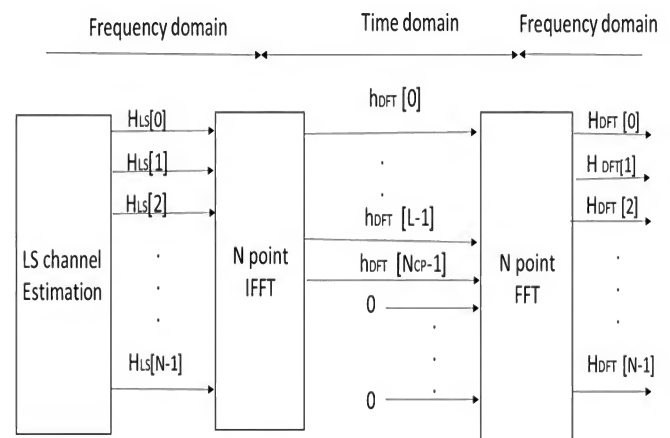 Frequency domain
Time domain
Frequency domain
LS channel
Estimation
HLS[0]
HLS[1]
HLS[2]
HLS[N-1]
N point
IFFT
hDFT [0]
hDFT [L-1]
hDFT [NCP-1]
0
0
N point
FFT
HDFT [0]
H DFT[1]
HDFT [2]
HDFT [N-1]